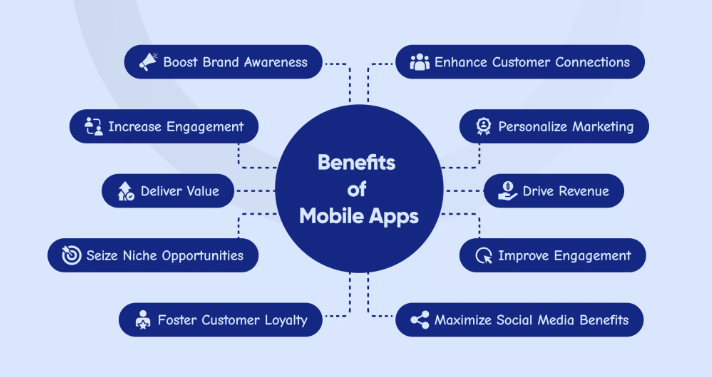 Boost Brand Awareness
Enhance Customer Connections
Increase Engagement
Personalize Marketing
Benefits
of
Mobile Apps
Deliver Value
Drive Revenue
Seize Niche Opportunities
Improve Engagement
Foster Customer Loyalty
Maximize Social Media Benefits